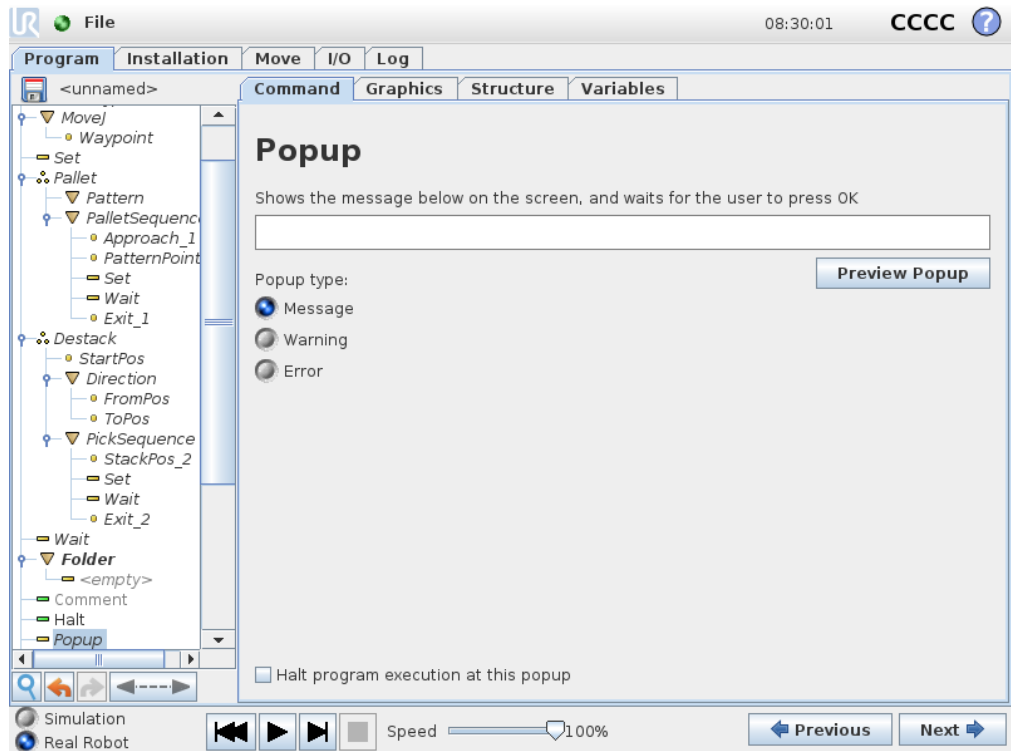 UR File 08:30:01 CCCC ?
Program Installation Move I/O Log
<unnamed>
Command Graphics Structure Variables
MoveJ
Waypoint
Set
Pallet
Pattern
PalletSequenc
Approach_1
PatternPoint
Set
Wait
Exit_1
Destack
StartPos
Direction
FromPos
ToPos
PickSequence
StackPos_2
Set
Wait
Exit_2
Wait
Folder
<empty>
Comment
Halt
Popup
Popup
Shows the message below on the screen, and waits for the user to press OK
Preview Popup
Popup type:
Message
Warning
Error
Halt program execution at this popup
Simulation
Real Robot
Speed 100%
Previous Next